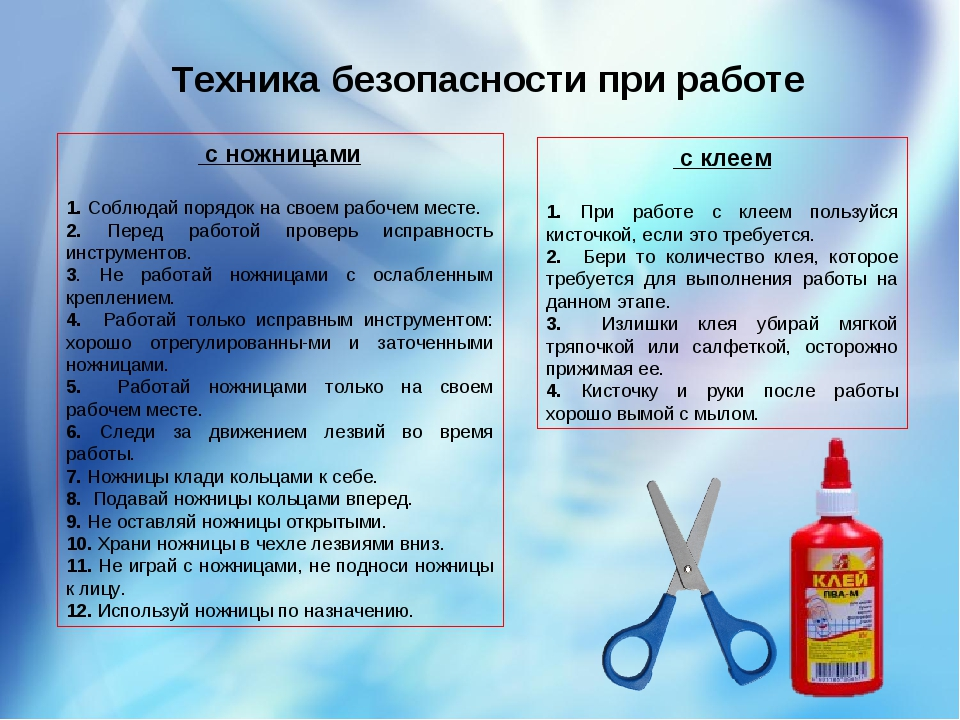 Техника безопасности при работе
с ножницами
1. Соблюдай порядок на своем рабочем месте.
2. Перед работой проверь исправность
инструментов.
3. Не работай ножницами с ослабленным
креплением.
4. Работай только исправным инструментом:
хорошо отрегулированны-ми и заточенными
ножницами.
5. Работай ножницами только на своем
рабочем месте.
6. Следи за движением лезвий во время
работы.
7. Ножницы клади кольцами к себе.
8. Подавай ножницы кольцами вперед.
9. Не оставляй ножницы открытыми.
10. Храни ножницы в чехле лезвиями вниз.
11. Не играй с ножницами, не подноси ножницы
к лицу.
12. Используй ножницы по назначению.
с клеем
1. При работе с клеем пользуйся
кисточкой, если это требуется.
2. Бери то количество клея, которое
требуется для выполнения работы на
данном этапе.
3. Излишки клея убирай мягкой
тряпочкой или салфеткой, осторожно
прижимая ее.
4. Кисточку и руки после работы
хорошо вымой с мылом.
КЛЕЙ
ПВА-М